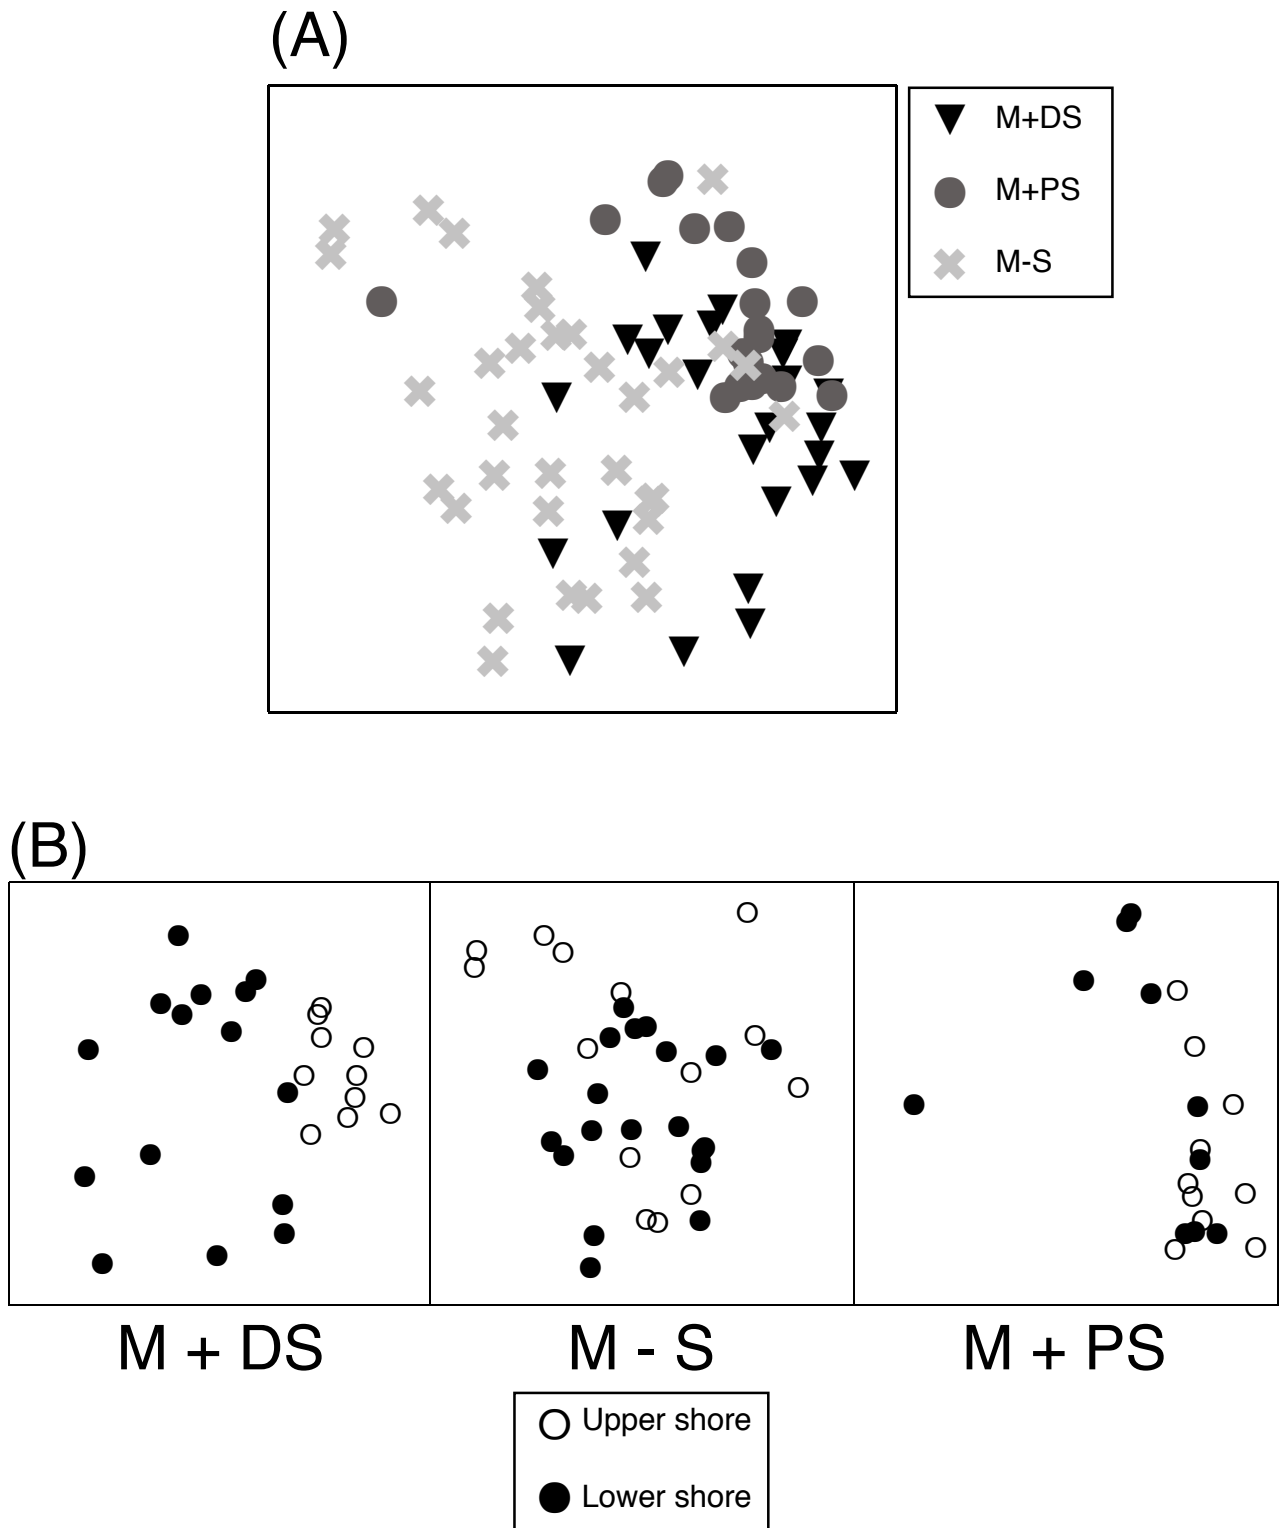 (A)
M+DS
M+PS
M-S
(B)
M + DS
M - S
M + PS
Upper shore
Lower shore